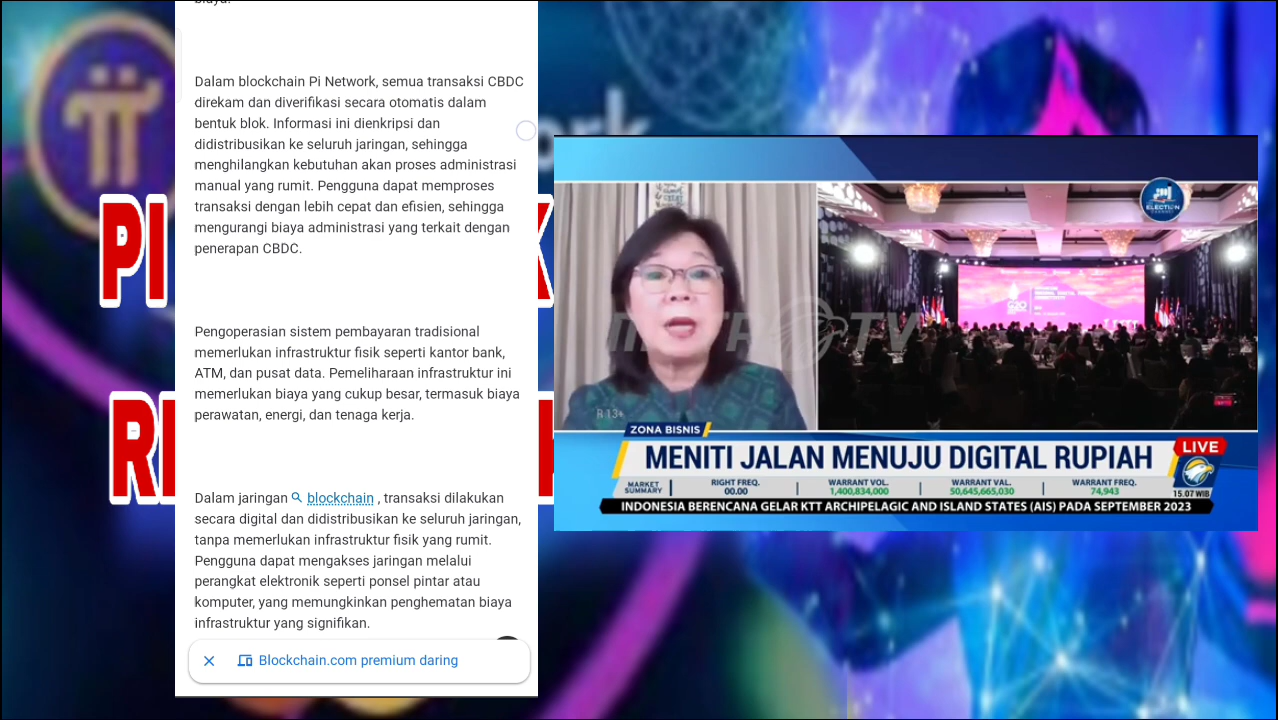 biaya.
Dalam blockchain Pi Network, semua transaksi CBDC
direkam dan diverifikasi secara otomatis dalam
bentuk blok. Informasi ini dienkripsi dan
didistribusikan ke seluruh jaringan, sehingga
menghilangkan kebutuhan akan proses administrasi
manual yang rumit. Pengguna dapat memproses
transaksi dengan lebih cepat dan efisien, sehingga
mengurangi biaya administrasi yang terkait dengan
penerapan CBDC.
Pengoperasian sistem pembayaran tradisional
memerlukan infrastruktur fisik seperti kantor bank,
ATM, dan pusat data. Pemeliharaan infrastruktur ini
memerlukan biaya yang cukup besar, termasuk biaya
perawatan, energi, dan tenaga kerja.
Dalam jaringan blockchain , transaksi dilakukan
secara digital dan didistribusikan ke seluruh jaringan,
tanpa memerlukan infrastruktur fisik yang rumit.
Pengguna dapat mengakses jaringan melalui
perangkat elektronik seperti ponsel pintar atau
komputer, yang memungkinkan penghematan biaya
infrastruktur yang signifikan.
Blockchain.com premium daring
PI
ELECTION
CHANNEL
G20
METRO TV
R 13+
ZONA BISNIS
MENITI JALAN MENUJU DIGITAL RUPIAH
LIVE
MARKET SUMMARY
RIGHT FREQ. 00.00
WARRANT VOL. 1,400,834,000
WARRANT VAL. 50,645,665,030
WARRANT FREQ. 74,943
15.07 WIB
INDONESIA BERENCANA GELAR KTT ARCHIPELAGIC AND ISLAND STATES (AIS) PADA SEPTEMBER 2023